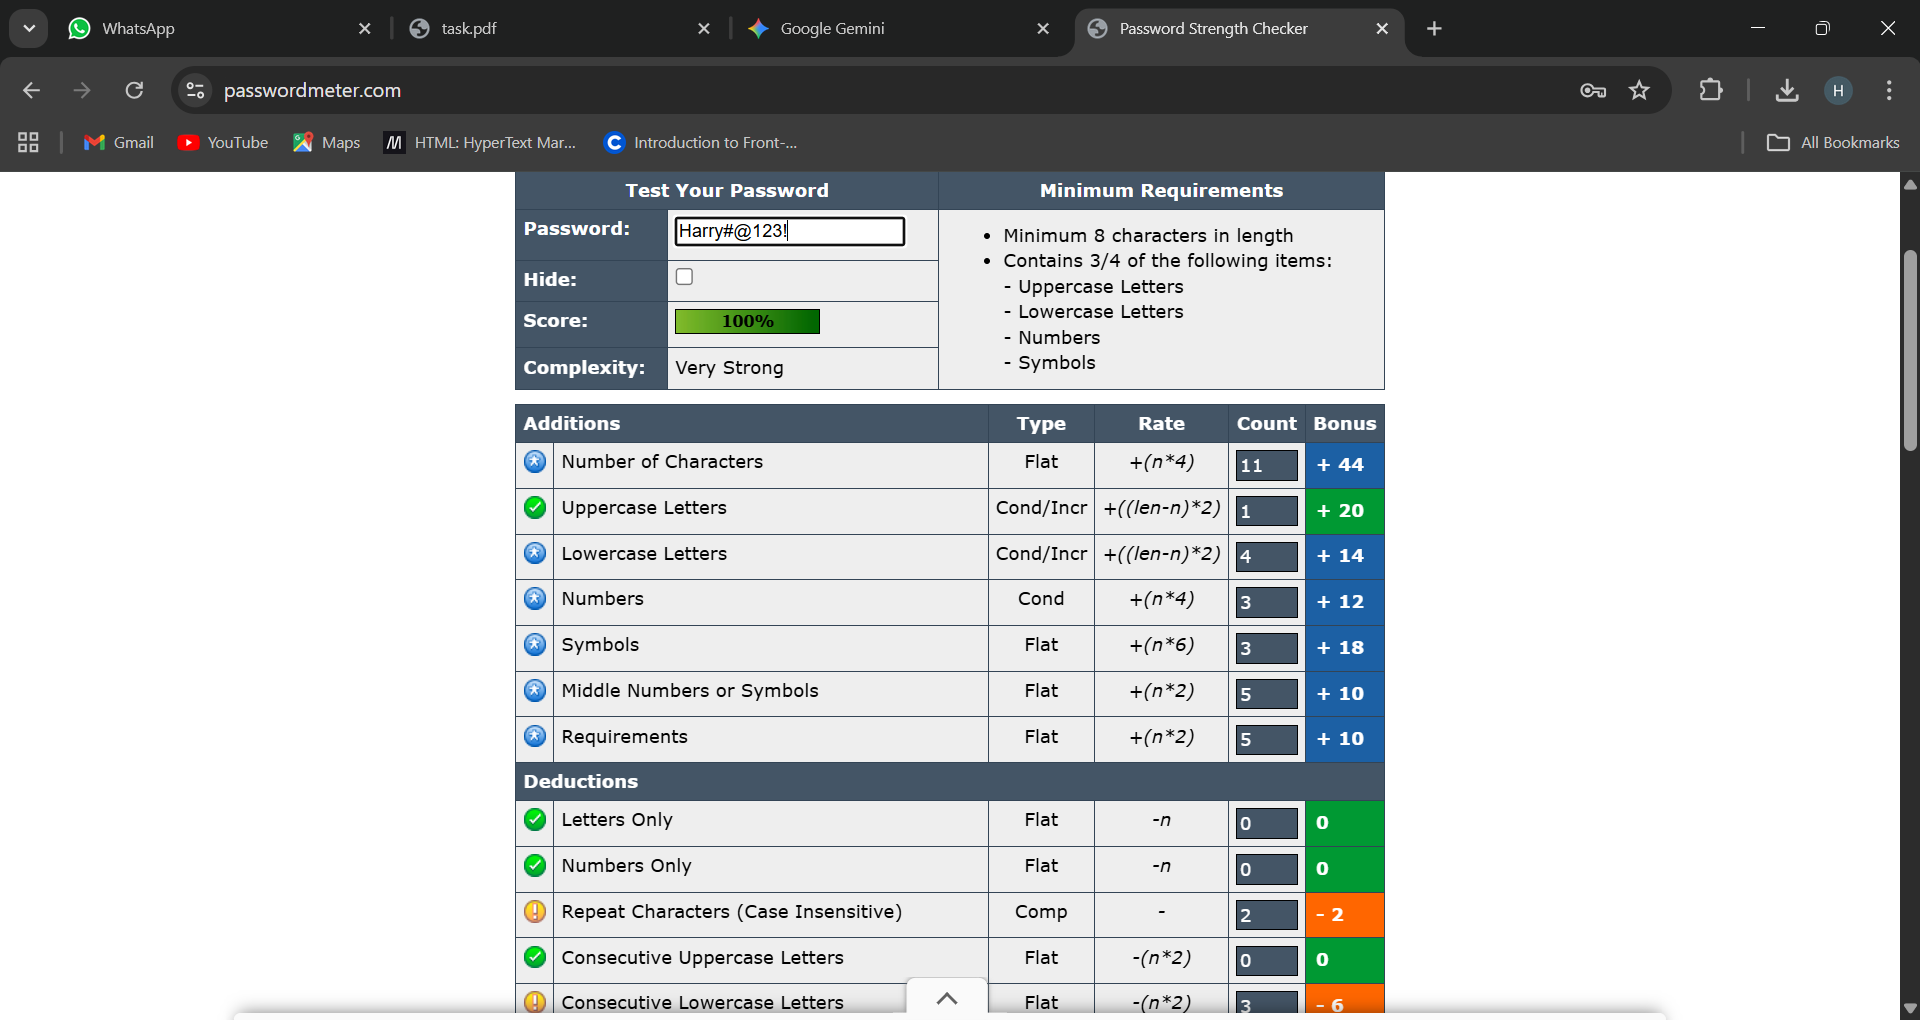 WhatsApp
task.pdf
Google Gemini
Password Strength Checker
passwordmeter.com
H
Gmail
YouTube
Maps
HTML: HyperText Mar...
Introduction to Front-...
All Bookmarks
Test Your Password
Minimum Requirements
Password:
Harry#@123!
• Minimum 8 characters in length
• Contains 3/4 of the following items:
- Uppercase Letters
- Lowercase Letters
- Numbers
- Symbols
Hide:
Score:
100%
Complexity:
Very Strong
Additions Type Rate Count Bonus
Number of Characters Flat +(n*4) 11 + 44
Uppercase Letters Cond/Incr +((len-n)*2) 1 + 20
Lowercase Letters Cond/Incr +((len-n)*2) 4 + 14
Numbers Cond +(n*4) 3 + 12
Symbols Flat +(n*6) 3 + 18
Middle Numbers or Symbols Flat +(n*2) 5 + 10
Requirements Flat +(n*2) 5 + 10
Deductions
Letters Only Flat -n 0 0
Numbers Only Flat -n 0 0
Repeat Characters (Case Insensitive) Comp - 2 - 2
Consecutive Uppercase Letters Flat -(n*2) 0 0
Consecutive Lowercase Letters Flat -(n*2) 3 - 6